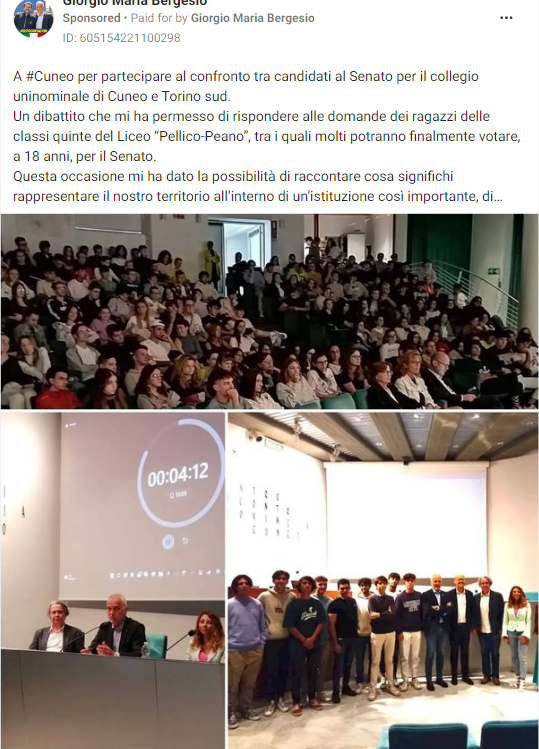 Giorgio Maria Bergesio
Sponsored • Paid for by Giorgio Maria Bergesio
ID: 605154221100298
A #Cuneo per partecipare al confronto tra candidati al Senato per il collegio
uninominale di Cuneo e Torino sud.
Un dibattito che mi ha permesso di rispondere alle domande dei ragazzi delle
classi quinte del Liceo “Pellico-Peano”, tra i quali molti potranno finalmente votare,
a 18 anni, per il Senato.
Questa occasione mi ha dato la possibilità di raccontare cosa significhi
rappresentare il nostro territorio all’interno di un’istituzione così importante, di…
00:04:12